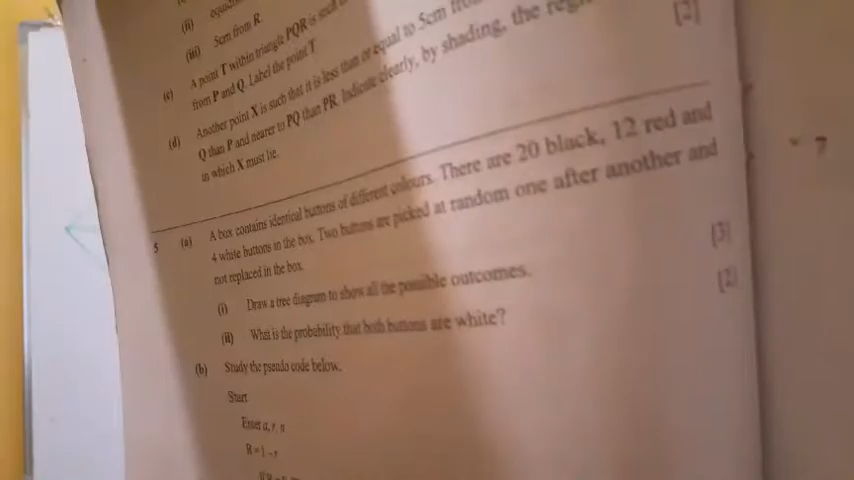 (ii)
(iii) 5cm from R.
(c) A point T within triangle PQR is such
from P and Q. Label the point T.
[2]
(d) Another point X is such that it is less than or equal to 5cm
Q than P and nearer to PQ than PR. Indicate clearly, by shading, the
in which X must lie.
5 (a) A box contains identical buttons of different colours. There are 20 black, 12 red and
4 white buttons in the box. Two buttons are picked at random one after another and
not replaced in the box.
(i) Draw a tree diagram to show all the possible outcomes. [3]
(ii) What is the probability that both buttons are white? [2]
(b) Study the pseudo code below.
Start
Enter a, r, n
R = 1 - r